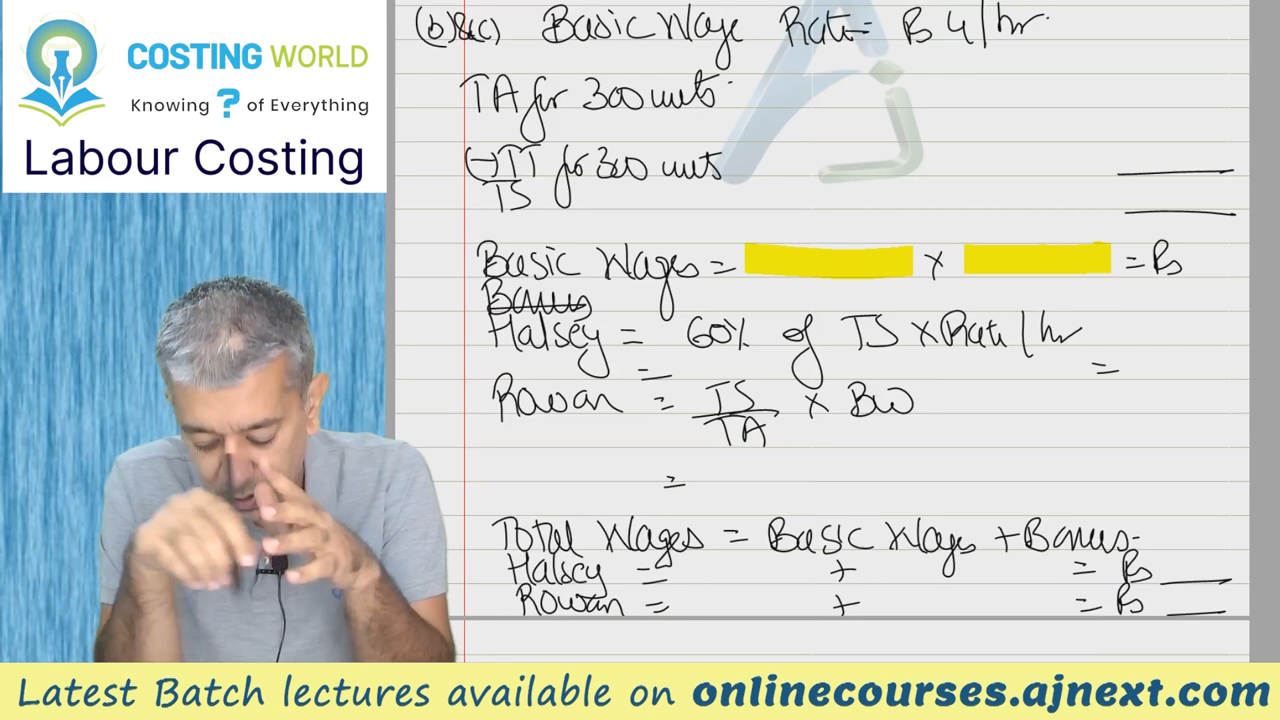 COSTING WORLD
Knowing ? of Everything
Labour Costing
(b)&(c) Basic Wage Rate = Rs 4/hr.
TA for 300 units
(-) TT for 300 units
TS
Basic Wages = × = Rs
Bonus
Halsey = 60% of TS × Rate/hr
= =
Rowan = TS/TA × BW
=
Total Wages = Basic Wages + Bonus
Halsey = + = Rs
Rowan = + = Rs
Latest Batch lectures available on onlinecourses.ajnext.com